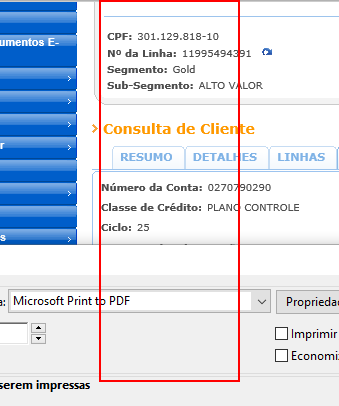 CPF: 301.129.818-10
umentos E-
Nº da Linha: 11995494391
Segmento: Gold
Sub-Segmento: ALTO VALOR
Consulta de Cliente
RESUMO DETALHES LINHAS
Número da Conta: 0270790290
Classe de Crédito: PLANO CONTROLE
Ciclo: 25
a: Microsoft Print to PDF
Propriedad
Imprimir
Economiz
serem impressas